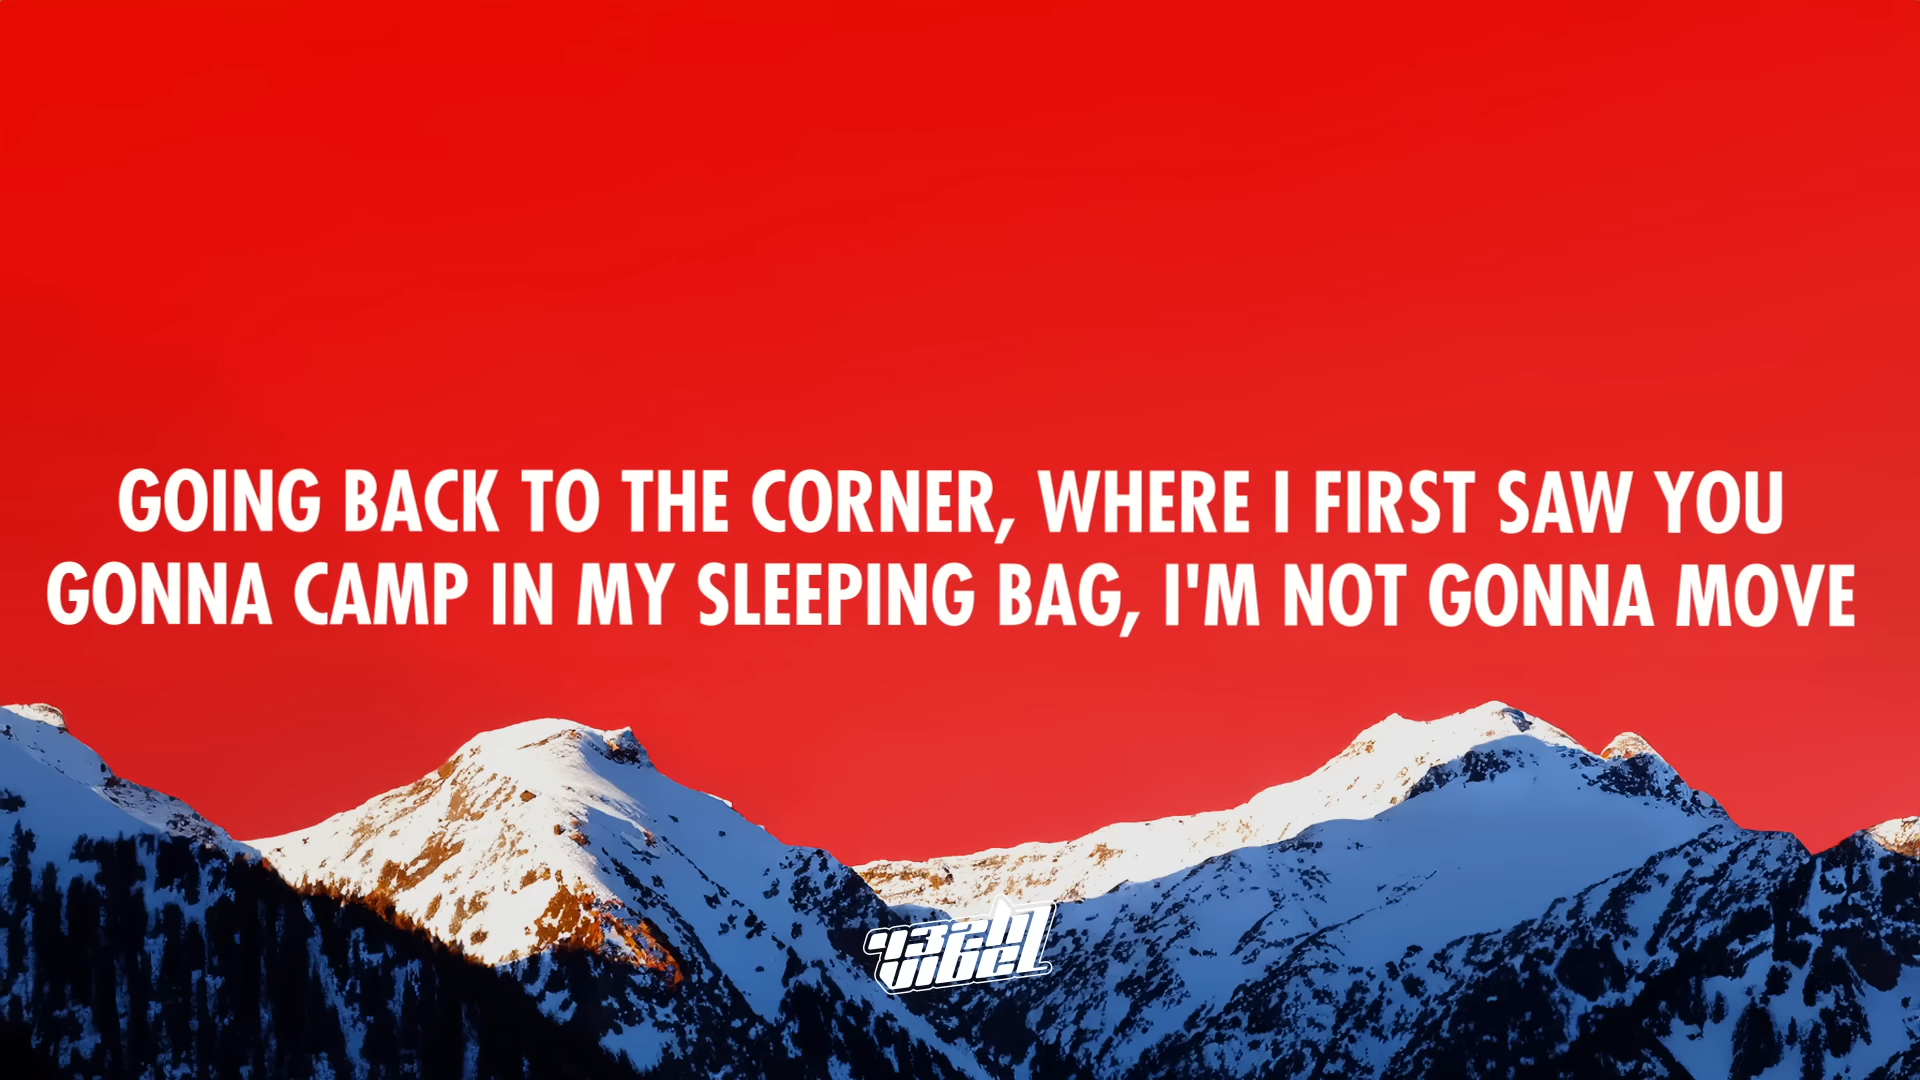 GOING BACK TO THE CORNER, WHERE I FIRST SAW YOU
GONNA CAMP IN MY SLEEPING BAG, I'M NOT GONNA MOVE